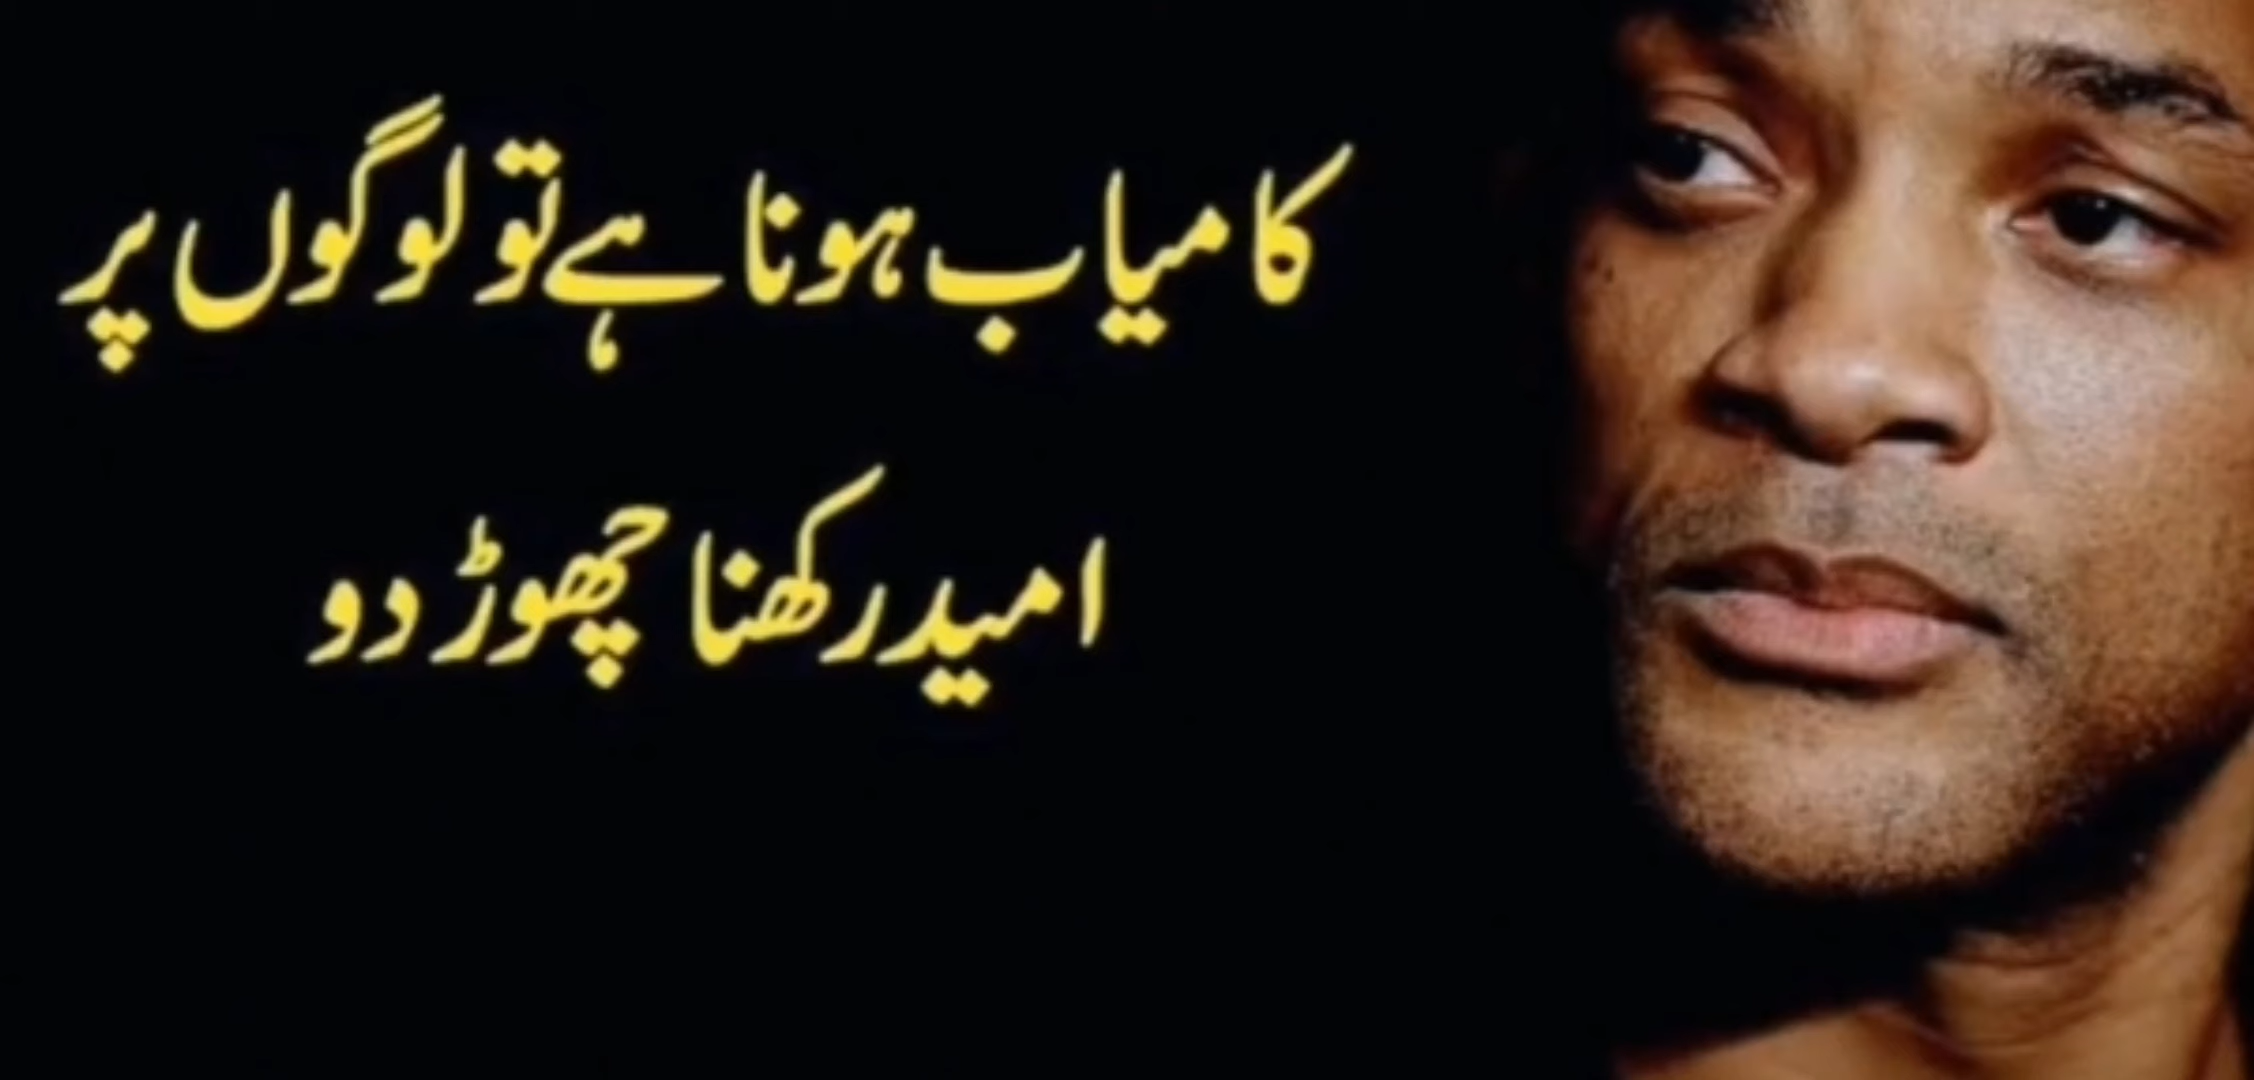 کامیاب ہونا ہے تو لوگوں پر
امید رکھنا چھوڑ دو